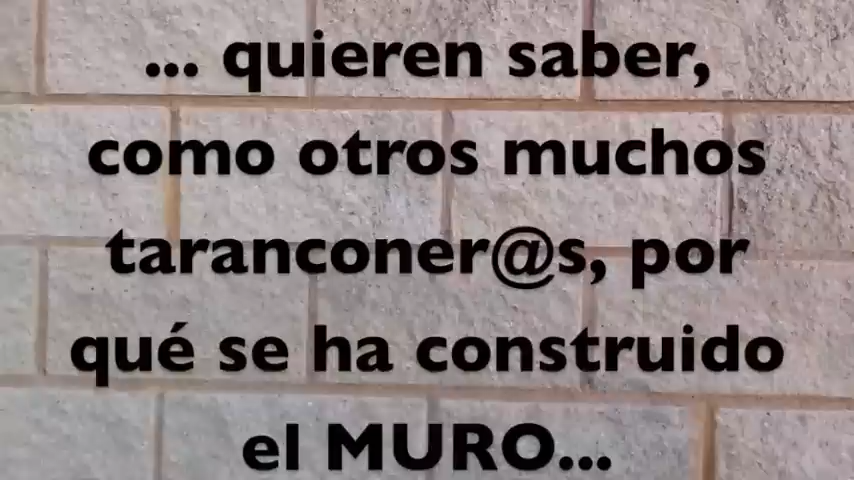 ... quieren saber,
como otros muchos
taranconer@s, por
qué se ha construido
el MURO...